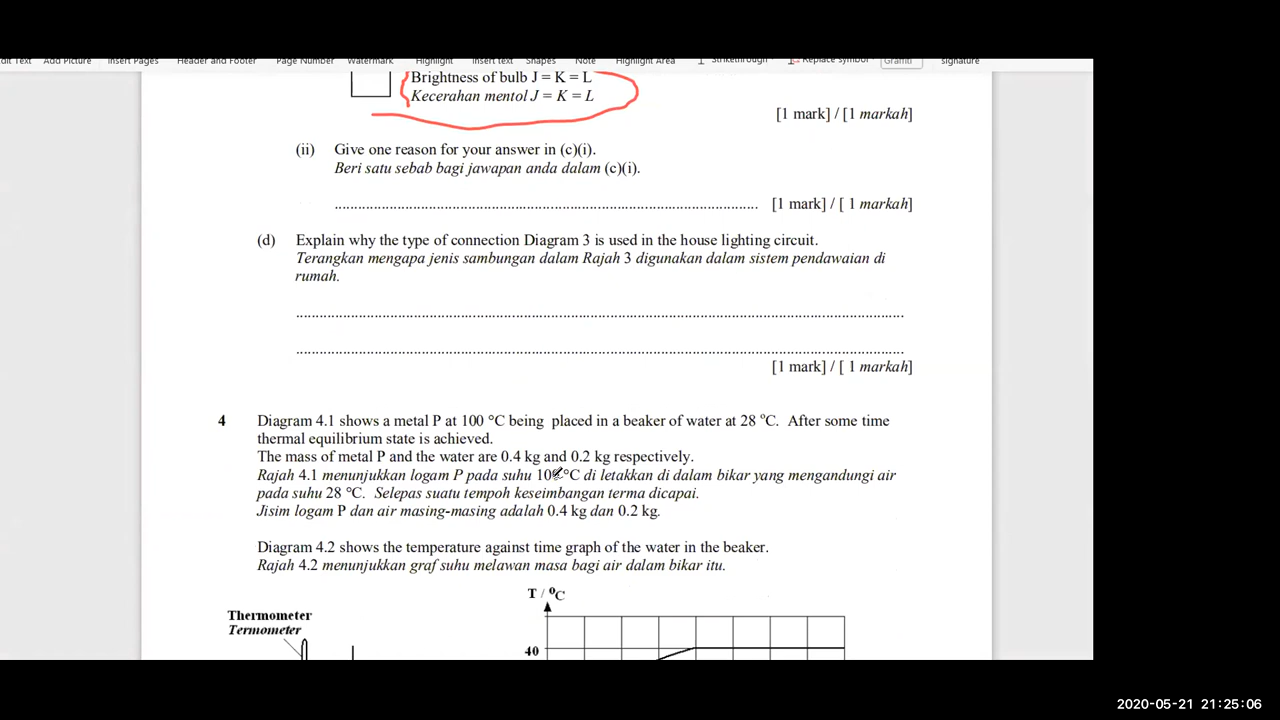 dit Text Add Picture Insert Pages Header and Footer Page Number Watermark Highlight Insert text Shapes Note Highlight Area Strikethrough Replace symbol Graffiti signature
Brightness of bulb J = K = L
Kecerahan mentol J = K = L
[1 mark] / [1 markah]
(ii) Give one reason for your answer in (c)(i).
Beri satu sebab bagi jawapan anda dalam (c)(i).
.................................................................................................... [1 mark] / [ 1 markah]
(d) Explain why the type of connection Diagram 3 is used in the house lighting circuit.
Terangkan mengapa jenis sambungan dalam Rajah 3 digunakan dalam sistem pendawaian di
rumah.
....................................................................................................................................
....................................................................................................................................
[1 mark] / [ 1 markah]
4 Diagram 4.1 shows a metal P at 100 °C being placed in a beaker of water at 28 °C. After some time
thermal equilibrium state is achieved.
The mass of metal P and the water are 0.4 kg and 0.2 kg respectively.
Rajah 4.1 menunjukkan logam P pada suhu 100 °C di letakkan di dalam bikar yang mengandungi air
pada suhu 28 °C. Selepas suatu tempoh keseimbangan terma dicapai.
Jisim logam P dan air masing-masing adalah 0.4 kg dan 0.2 kg.
Diagram 4.2 shows the temperature against time graph of the water in the beaker.
Rajah 4.2 menunjukkan graf suhu melawan masa bagi air dalam bikar itu.
T / °C
Thermometer
Termometer
40
2020-05-21 21:25:06